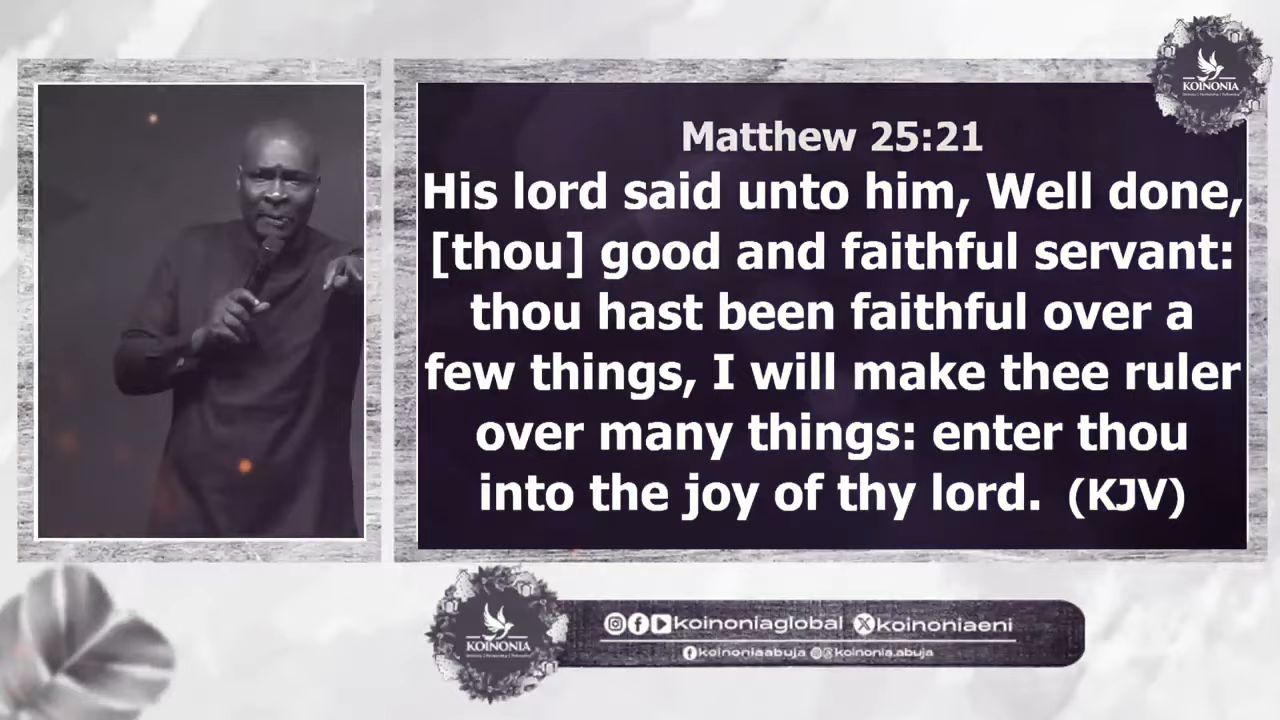 KOINONIA
Matthew 25:21
His lord said unto him, Well done,
[thou] good and faithful servant:
thou hast been faithful over a
few things, I will make thee ruler
over many things: enter thou
into the joy of thy lord. (KJV)
KOINONIA
koinoniaglobal koinoniaeni
koinoniaabuja koinonia.abuja